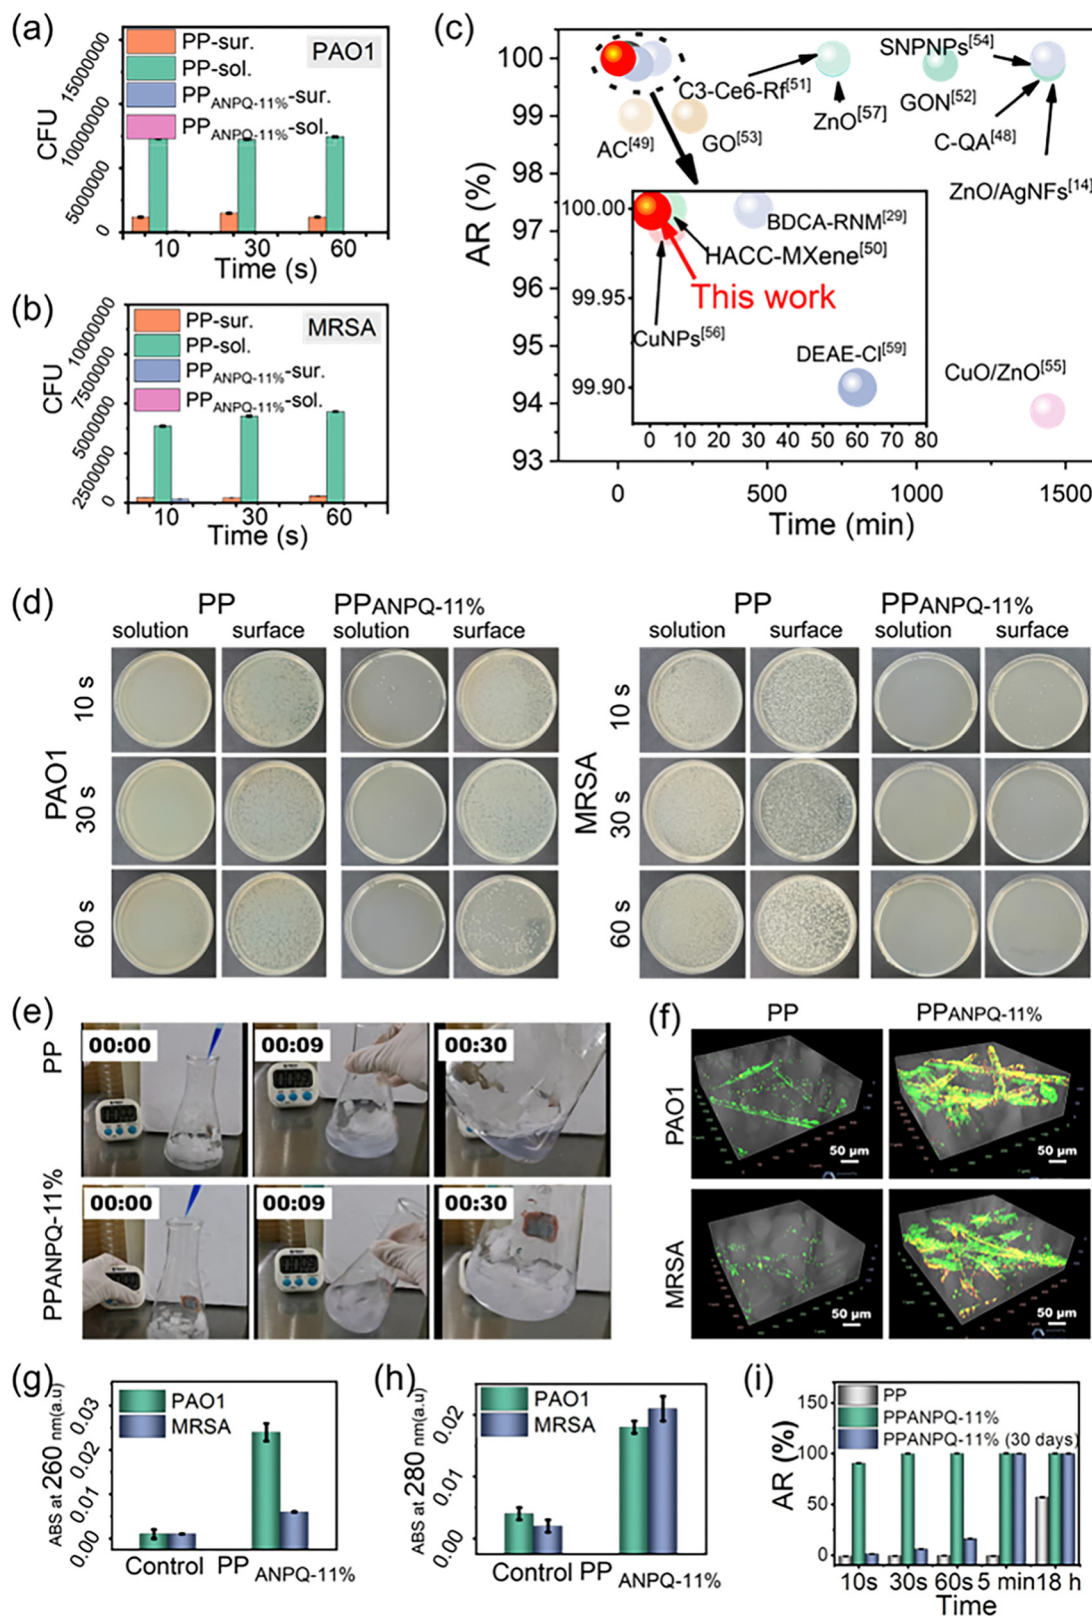 (a)
PP-sur.
PP-sol.
PPANPQ-11%-sur.
PPANPQ-11%-sol.
PAO1
CFU
15000000
10000000
5000000
0
10 30 60
Time (s)
(b)
PP-sur.
PP-sol.
PPANPQ-11%-sur.
PPANPQ-11%-sol.
MRSA
CFU
10000000
7500000
5000000
2500000
0
10 30 60
Time (s)
(c)
AR (%)
100
99
98
97
96
95
94
93
SNPNPs[54]
C3-Ce6-Rf[51]
ZnO[57]
GON[52]
C-QA[48]
AC[49]
GO[53]
ZnO/AgNFs[14]
100.00
99.95
99.90
BDCA-RNM[29]
HACC-MXene[50]
This work
CuNPs[56]
DEAE-Cl[59]
CuO/ZnO[55]
0 10 20 30 40 50 60 70 80
0 500 1000 1500
Time (min)
(d)
PP PPANPQ-11% PP PPANPQ-11%
solution surface solution surface solution surface solution surface
PAO1
10 s
30 s
60 s
MRSA
10 s
30 s
60 s
(e)
PP
00:00 00:09 00:30
PPANPQ-11%
00:00 00:09 00:30
(f)
PP PPANPQ-11%
PAO1
50 μm 50 μm
MRSA
50 μm 50 μm
(g)
PAO1
MRSA
ABS at 260 nm(a.u)
0.03
0.02
0.01
0.00
Control PP ANPQ-11%
(h)
PAO1
MRSA
ABS at 280 nm(a.u)
0.02
0.01
0.00
Control PP ANPQ-11%
(i)
PP
PPANPQ-11%
PPANPQ-11% (30 days)
AR (%)
150
100
50
0
10s 30s 60s 5 min 18 h
Time